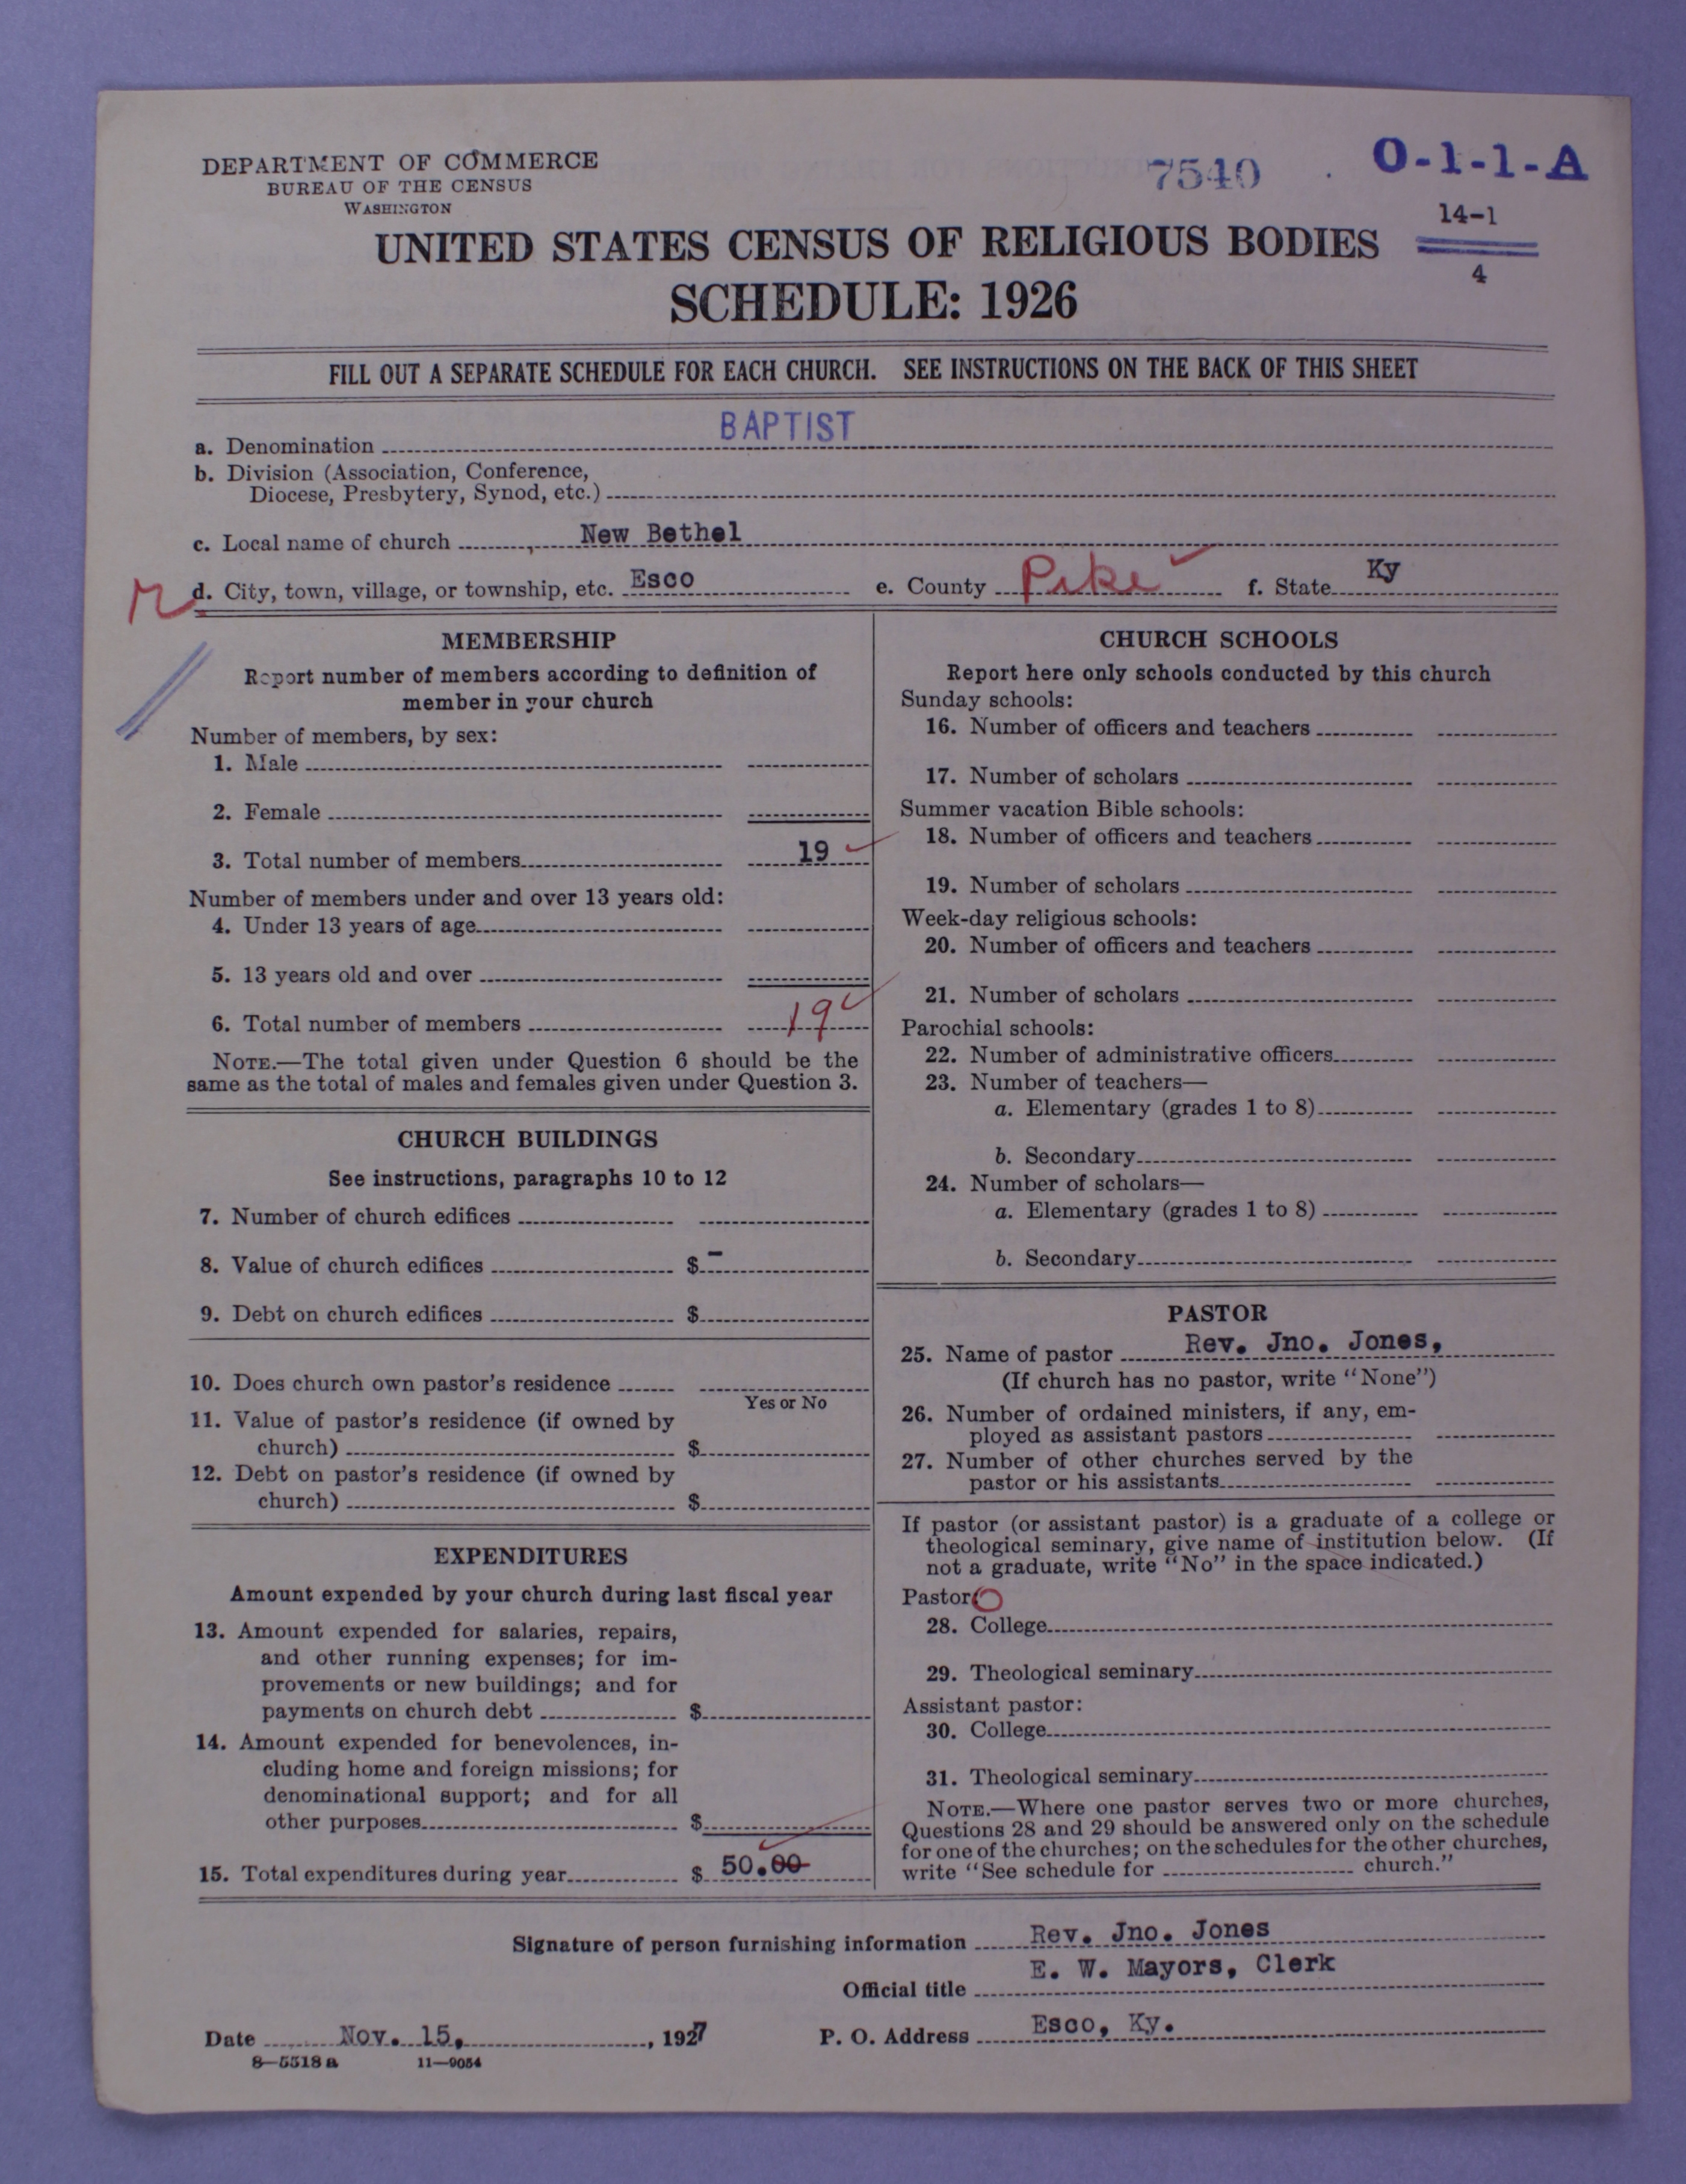 DEPARTMENT OF COMMERCE
BUREAU OF THE CENSUS
WASHINGTON
7540
O-1-1-A
14-1
4
UNITED STATES CENSUS OF RELIGIOUS BODIES
SCHEDULE: 1926
FILL OUT A SEPARATE SCHEDULE FOR EACH CHURCH. SEE INSTRUCTIONS ON THE BACK OF THIS SHEET
a. Denomination BAPTIST
b. Division (Association, Conference,
Diocese, Presbytery, Synod, etc.)
c. Local name of church New Bethel
d. City, town, village, or township, etc. Esco e. County Pike f. State Ky
MEMBERSHIP
Report number of members according to definition of
member in your church
Number of members, by sex:
1. Male
2. Female
3. Total number of members 19
Number of members under and over 13 years old:
4. Under 13 years of age
5. 13 years old and over
6. Total number of members 19
NOTE.—The total given under Question 6 should be the
same as the total of males and females given under Question 3.
CHURCH BUILDINGS
See instructions, paragraphs 10 to 12
7. Number of church edifices
8. Value of church edifices $ -
9. Debt on church edifices $
10. Does church own pastor's residence
Yes or No
11. Value of pastor's residence (if owned by
church) $
12. Debt on pastor's residence (if owned by
church) $
EXPENDITURES
Amount expended by your church during last fiscal year
13. Amount expended for salaries, repairs,
and other running expenses; for im-
provements or new buildings; and for
payments on church debt $
14. Amount expended for benevolences, in-
cluding home and foreign missions; for
denominational support; and for all
other purposes $
15. Total expenditures during year $ 50.00
CHURCH SCHOOLS
Report here only schools conducted by this church
Sunday schools:
16. Number of officers and teachers
17. Number of scholars
Summer vacation Bible schools:
18. Number of officers and teachers
19. Number of scholars
Week-day religious schools:
20. Number of officers and teachers
21. Number of scholars
Parochial schools:
22. Number of administrative officers
23. Number of teachers—
a. Elementary (grades 1 to 8)
b. Secondary
24. Number of scholars—
a. Elementary (grades 1 to 8)
b. Secondary
PASTOR
25. Name of pastor Rev. Jno. Jones,
(If church has no pastor, write "None")
26. Number of ordained ministers, if any, em-
ployed as assistant pastors
27. Number of other churches served by the
pastor or his assistants
If pastor (or assistant pastor) is a graduate of a college or
theological seminary, give name of institution below. (If
not a graduate, write "No" in the space indicated.)
Pastor O
28. College
29. Theological seminary
Assistant pastor:
30. College
31. Theological seminary
NOTE.—Where one pastor serves two or more churches,
Questions 28 and 29 should be answered only on the schedule
for one of the churches; on the schedules for the other churches,
write "See schedule for church."
Signature of person furnishing information Rev. Jno. Jones
Official title E. W. Mayors, Clerk
Date Nov. 15, , 1927 P. O. Address Esco, Ky.
8—5518 a 11—9054